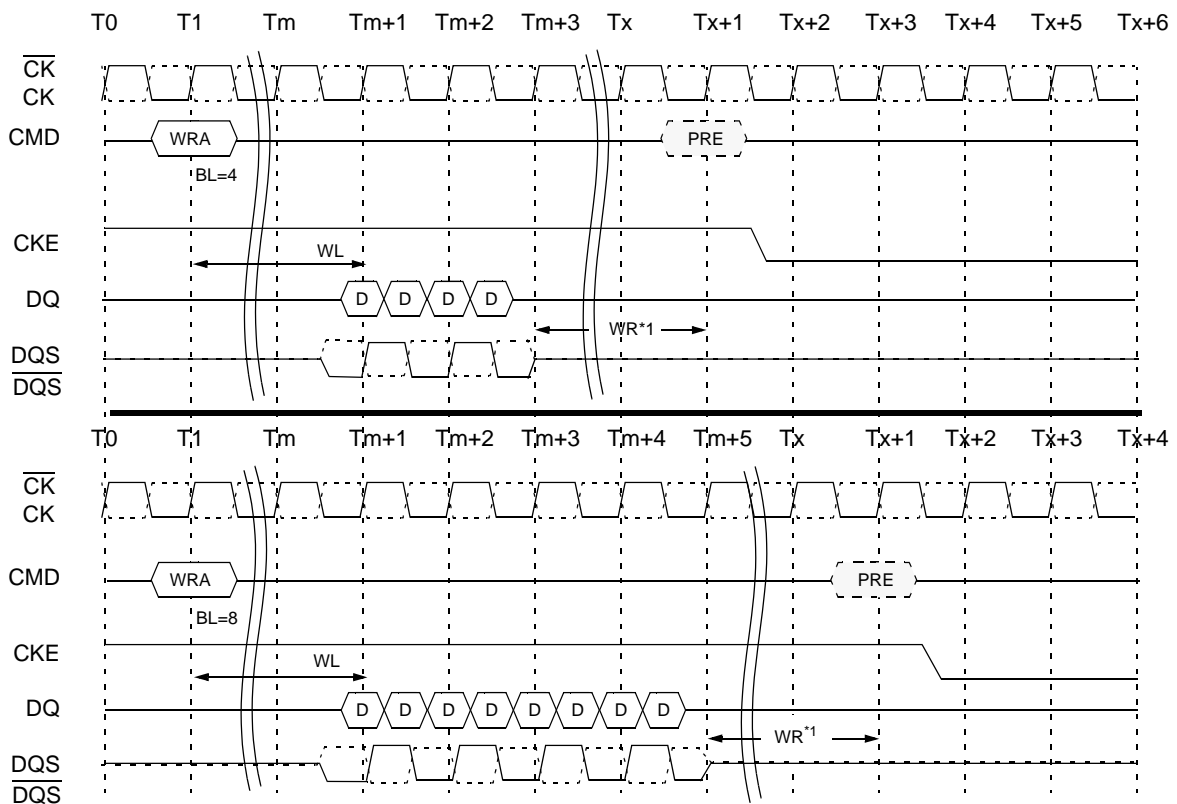 T0 T1 Tm Tm+1 Tm+2 Tm+3 Tx Tx+1 Tx+2 Tx+3 Tx+4 Tx+5 Tx+6
CK
CK
CMD WRA PRE
BL=4
CKE
WL
DQ D D D D
WR*1
DQS
DQS
T0 T1 Tm Tm+1 Tm+2 Tm+3 Tm+4 Tm+5 Tx Tx+1 Tx+2 Tx+3 Tx+4
CK
CK
CMD WRA PRE
BL=8
CKE
WL
DQ D D D D D D D D
WR*1
DQS
DQS